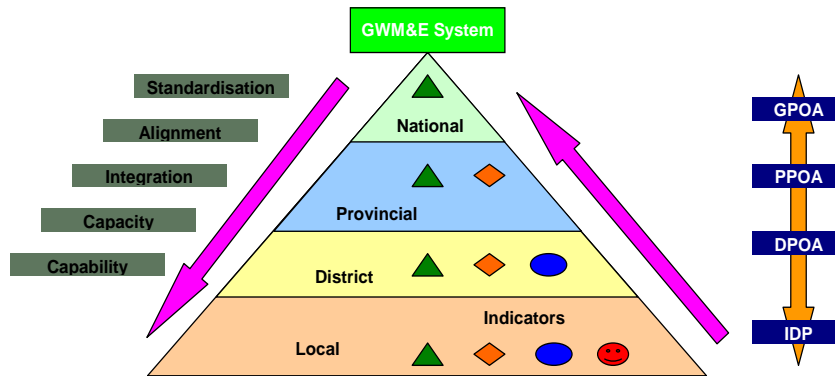 GWM&E System
Standardisation
Alignment
Integration
Capacity
Capability
National
Provincial
District
Indicators
Local
GPOA
PPOA
DPOA
IDP